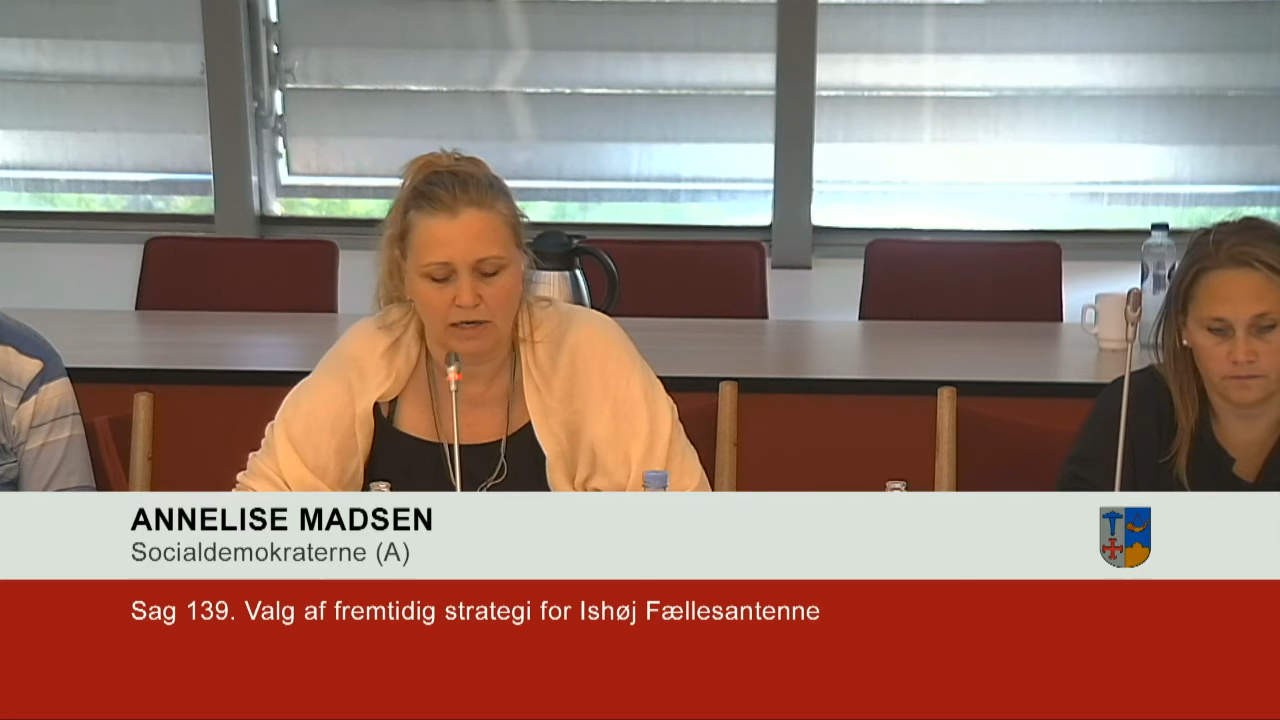 ANNELISE MADSEN
Socialdemokraterne (A)
Sag 139. Valg af fremtidig strategi for Ishøj Fællesantenne